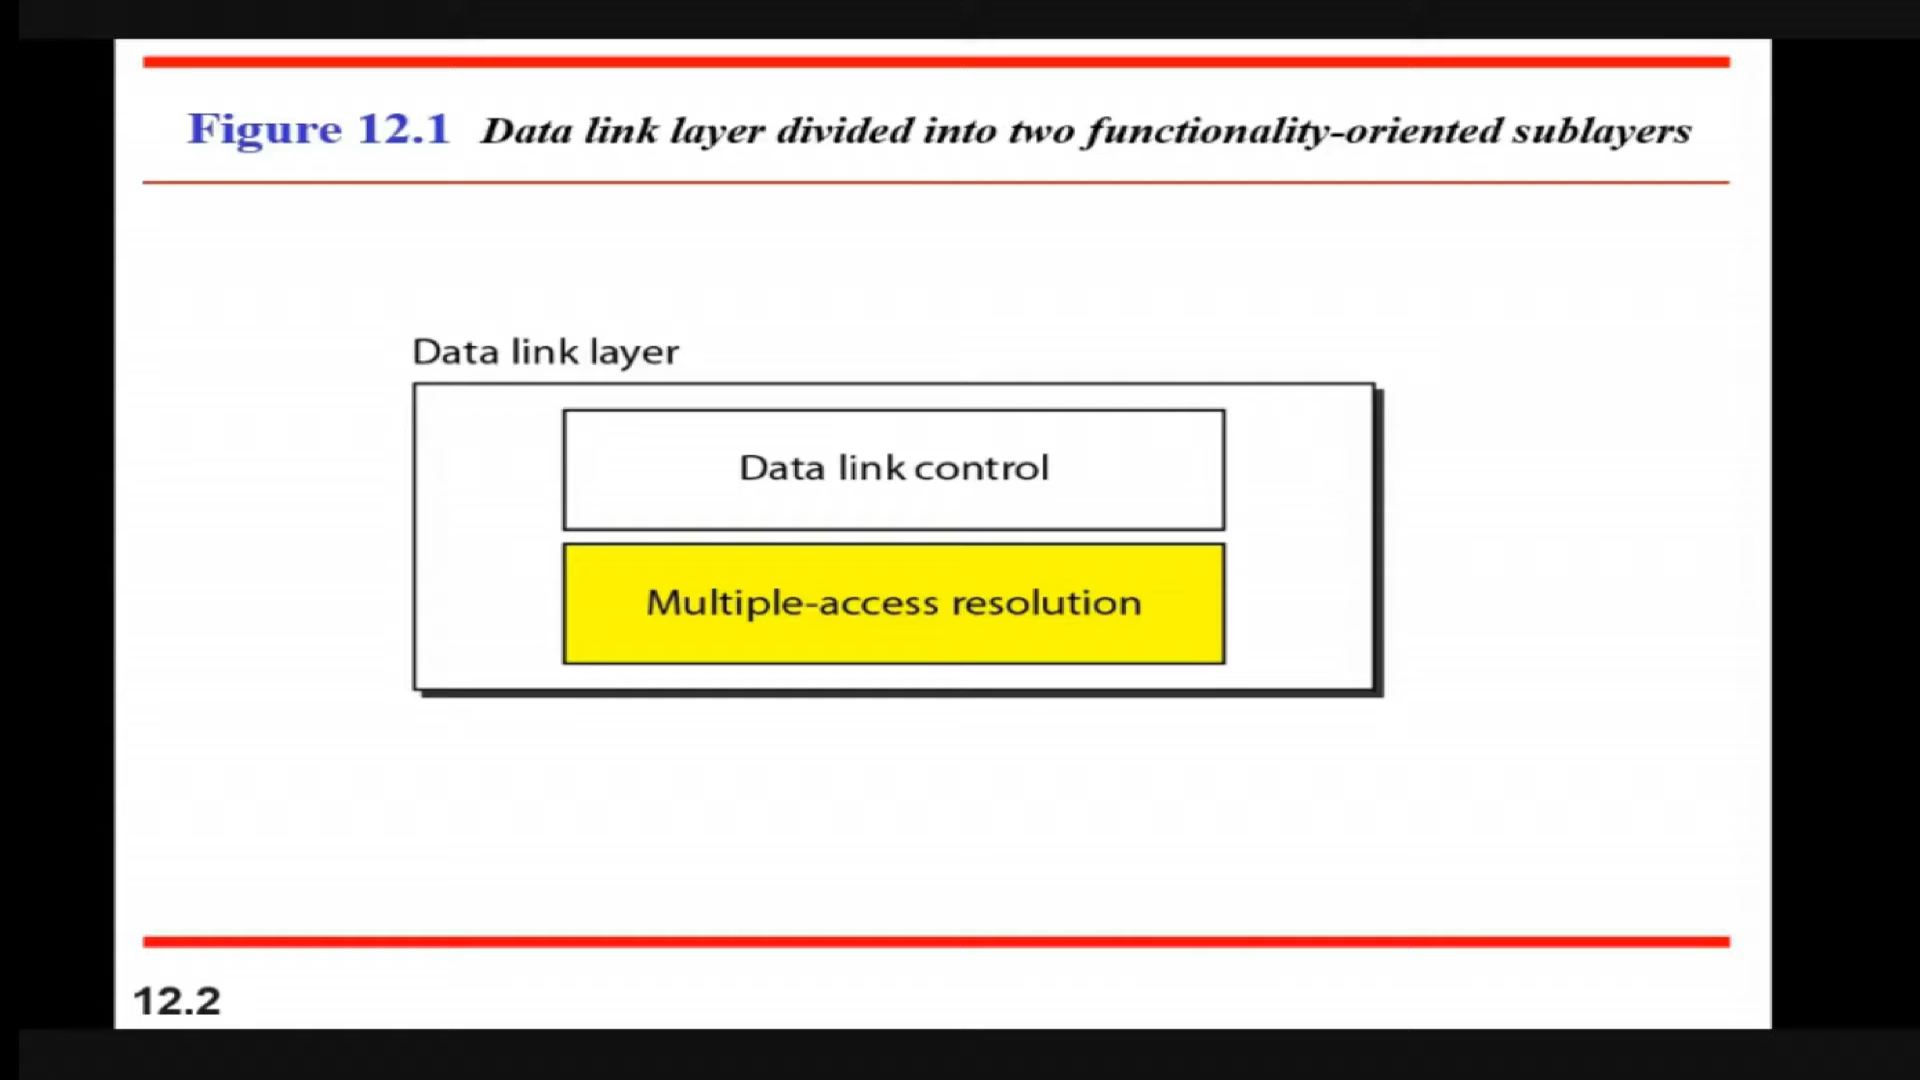 Figure 12.1 Data link layer divided into two functionality-oriented sublayers
Data link layer
Data link control
Multiple-access resolution
12.2